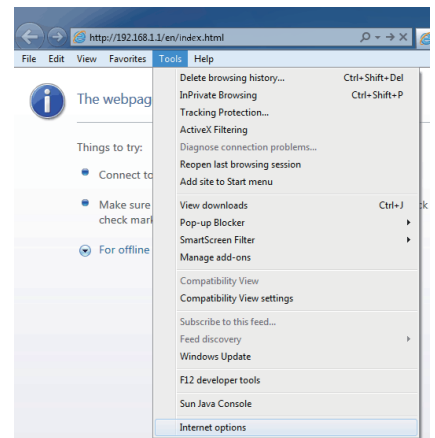 http://192.168.1.1/en/index.html
File Edit View Favorites Tools Help
The webpag
Things to try:
Connect to
Make sure
check mark
For offline
Delete browsing history... Ctrl+Shift+Del
InPrivate Browsing Ctrl+Shift+P
Tracking Protection...
ActiveX Filtering
Diagnose connection problems...
Reopen last browsing session
Add site to Start menu
View downloads Ctrl+J
Pop-up Blocker
SmartScreen Filter
Manage add-ons
Compatibility View
Compatibility View settings
Subscribe to this feed...
Feed discovery
Windows Update
F12 developer tools
Sun Java Console
Internet options